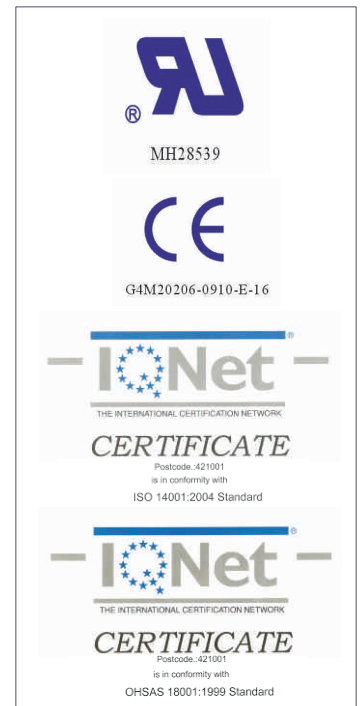 ®
MH28539
CE
G4M20206-0910-E-16
IQNet ®
THE INTERNATIONAL CERTIFICATION NETWORK
CERTIFICATE
Postcode.:421001
is in conformity with
ISO 14001:2004 Standard
IQNet ®
THE INTERNATIONAL CERTIFICATION NETWORK
CERTIFICATE
Postcode.:421001
is in conformity with
OHSAS 18001:1999 Standard